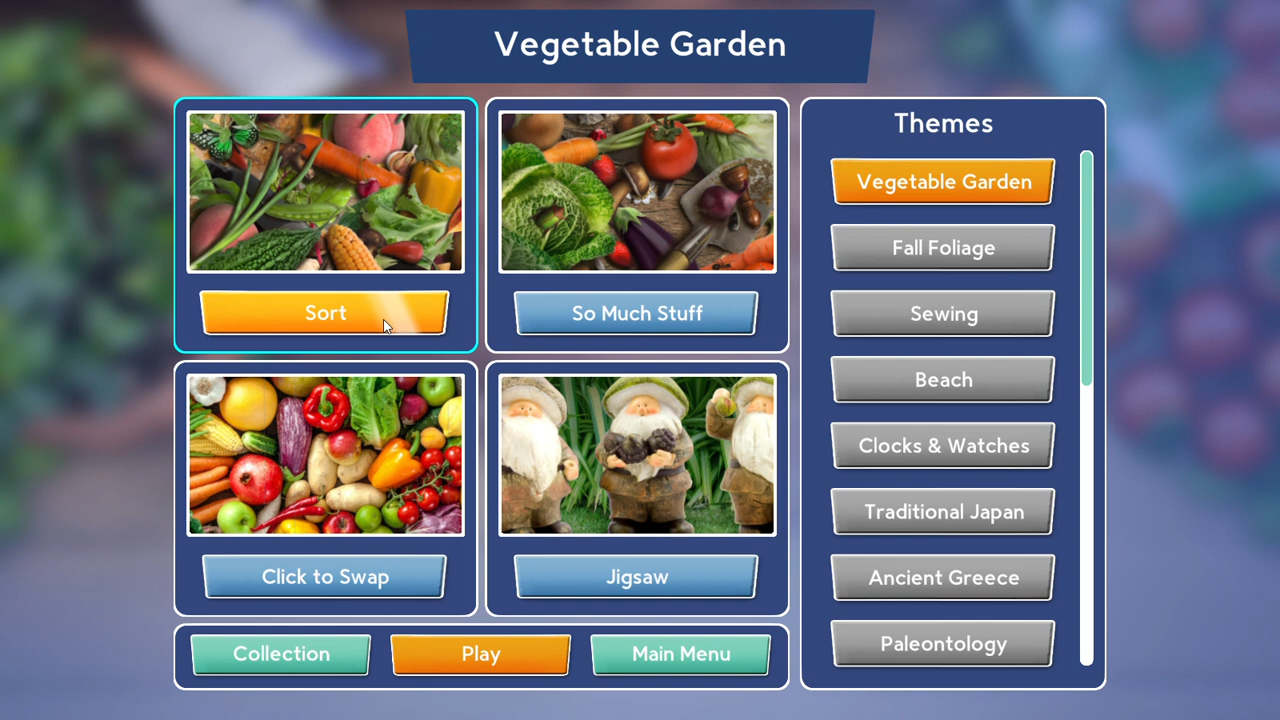 Vegetable Garden
Sort
So Much Stuff
Click to Swap
Jigsaw
Collection
Play
Main Menu
Themes
Vegetable Garden
Fall Foliage
Sewing
Beach
Clocks & Watches
Traditional Japan
Ancient Greece
Paleontology